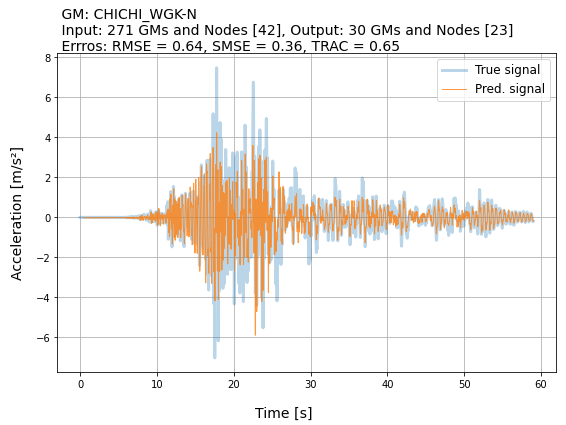 GM: CHICHI_WGK-N
Input: 271 GMs and Nodes [42], Output: 30 GMs and Nodes [23]
Errros: RMSE = 0.64, SMSE = 0.36, TRAC = 0.65
True signal
Pred. signal
Acceleration [m/s²]
8
6
4
2
0
−2
−4
−6
0 10 20 30 40 50 60
Time [s]